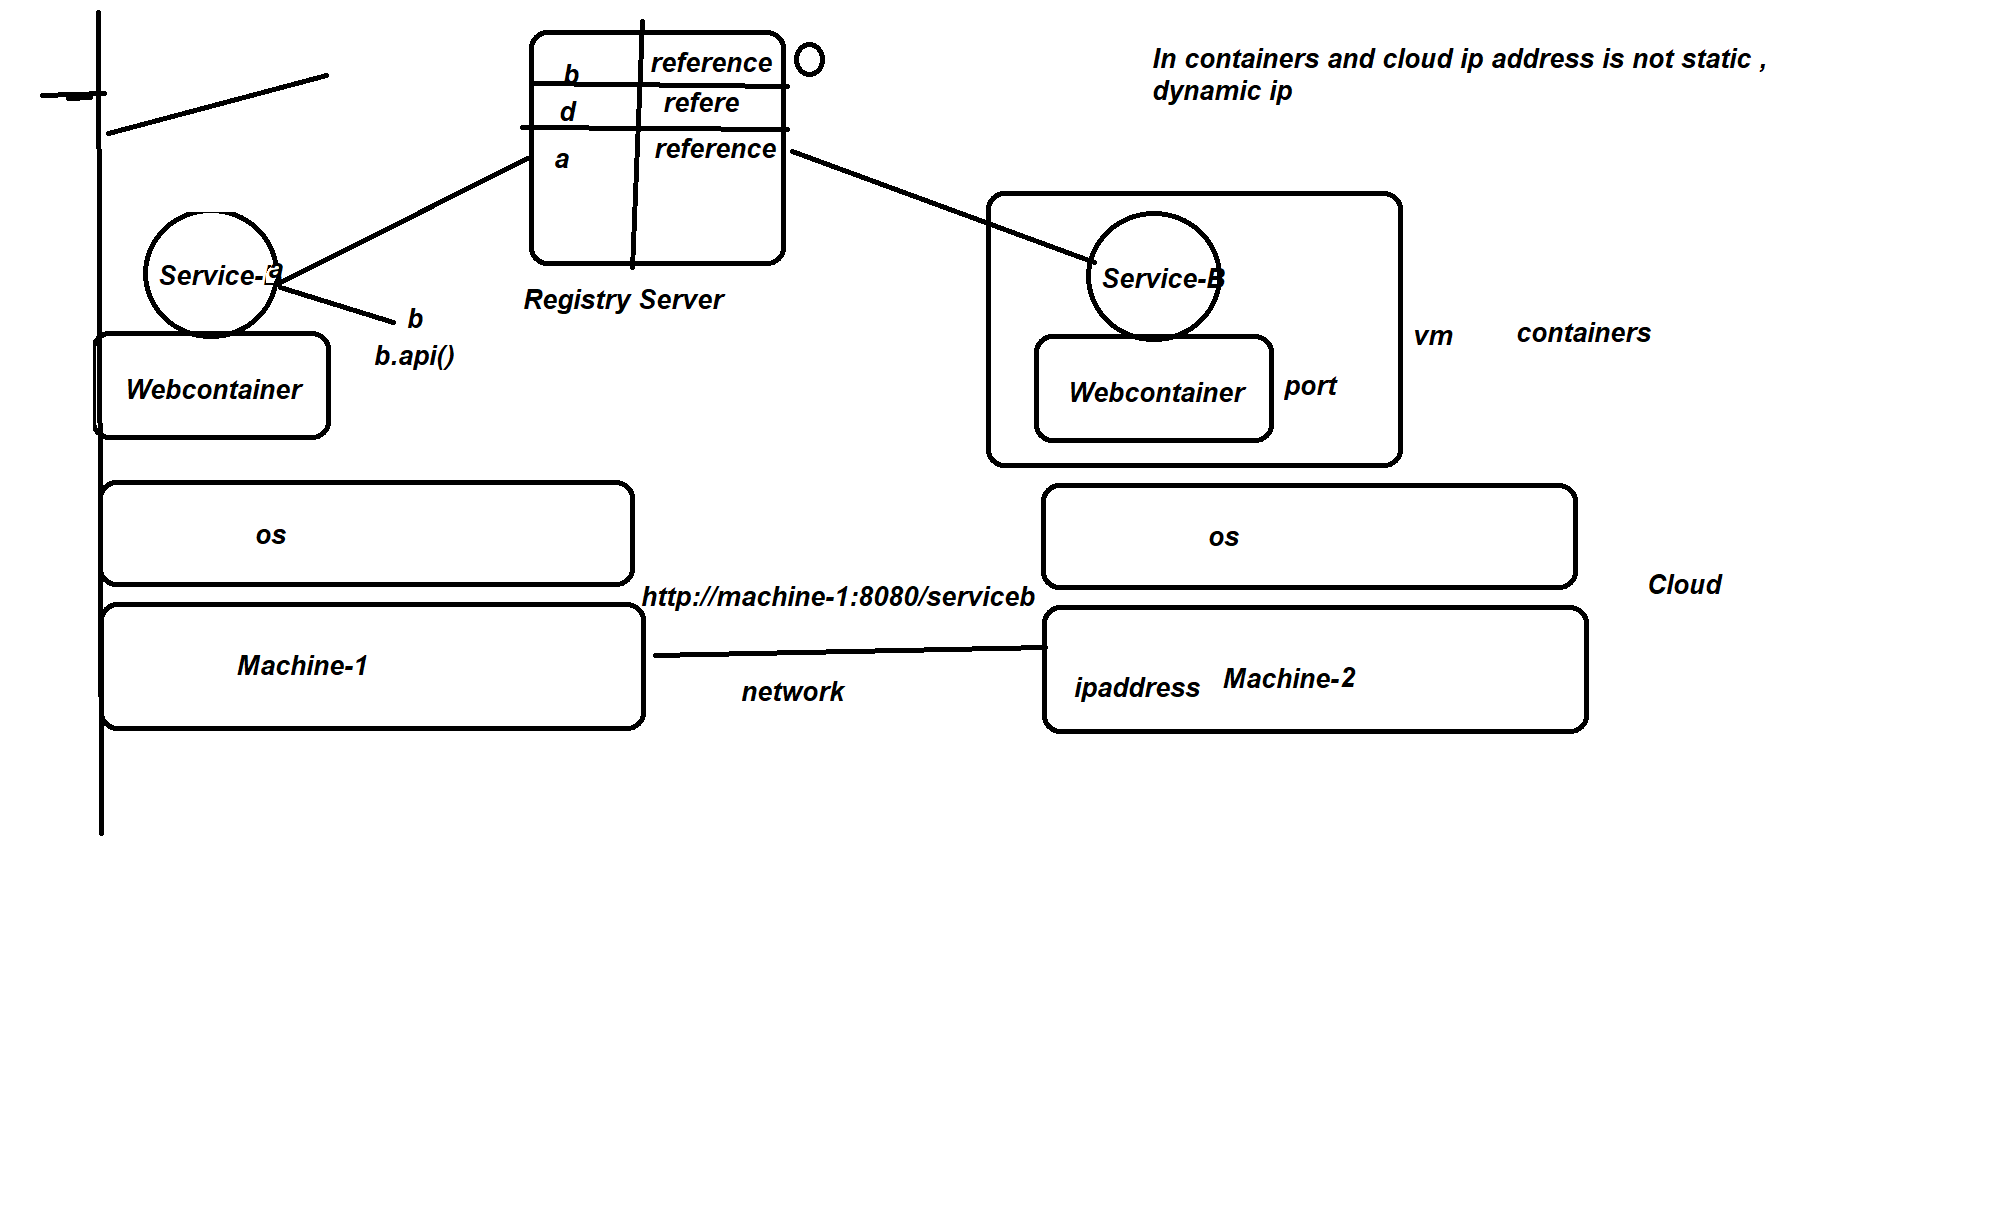 In containers and cloud ip address is not static ,
dynamic ip
b reference
d refere
a reference
Registry Server
Service-a
b
b.api()
Webcontainer
Service-B
Webcontainer
port
vm
containers
os
os
http://machine-1:8080/serviceb
Cloud
Machine-1
network
ipaddress Machine-2